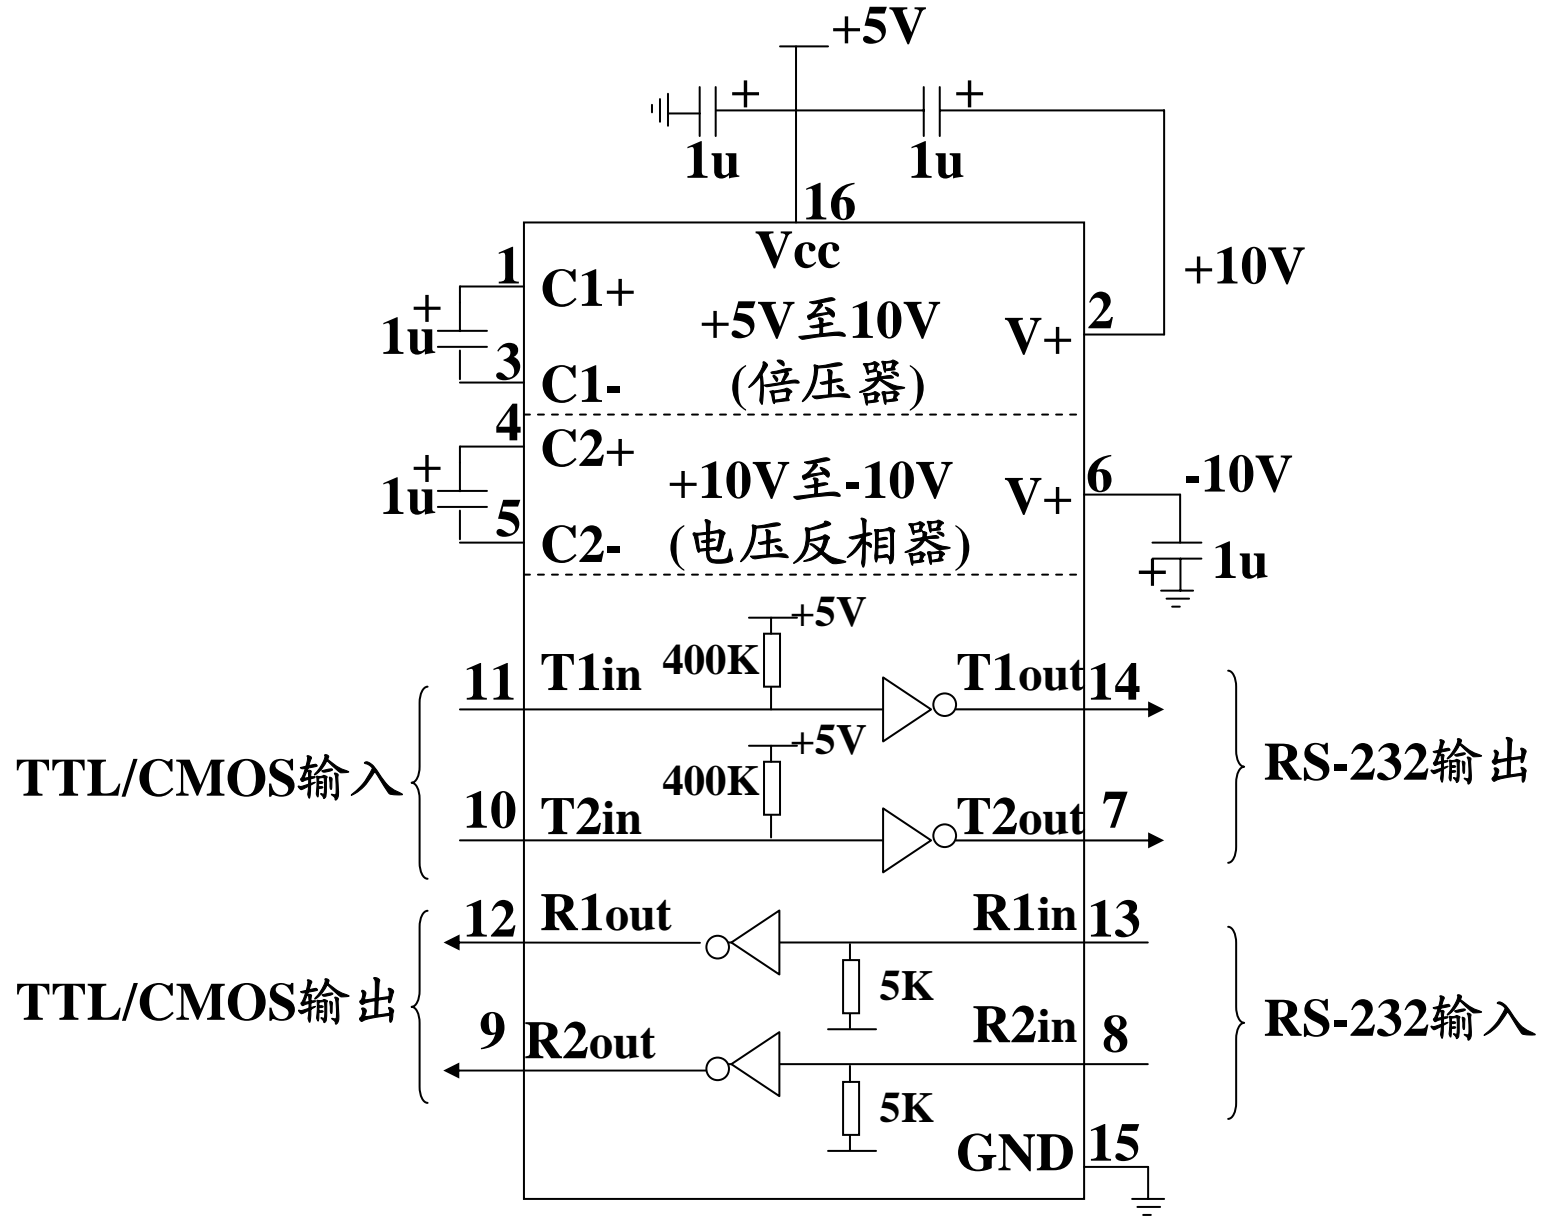 +5V
+
+
1u
1u
16
Vcc
1
C1+
+10V
+
+5V至10V
2
1u
V+
3
C1-
(倍压器)
4
C2+
+
+10V至-10V
6
-10V
1u
V+
5
C2-
(电压反相器)
+
1u
+5V
11
T1in
400K
T1out
14
+5V
TTL/CMOS输入
400K
RS-232输出
10
T2in
T2out
7
12
R1out
R1in
13
5K
TTL/CMOS输出
RS-232输入
9
R2out
R2in
8
5K
GND
15